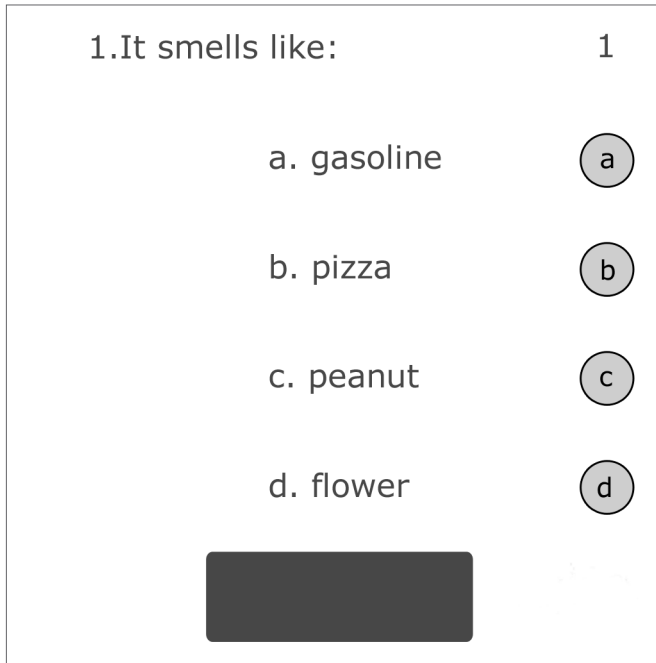 1.It smells like: 1
a. gasoline a
b. pizza b
c. peanut c
d. flower d